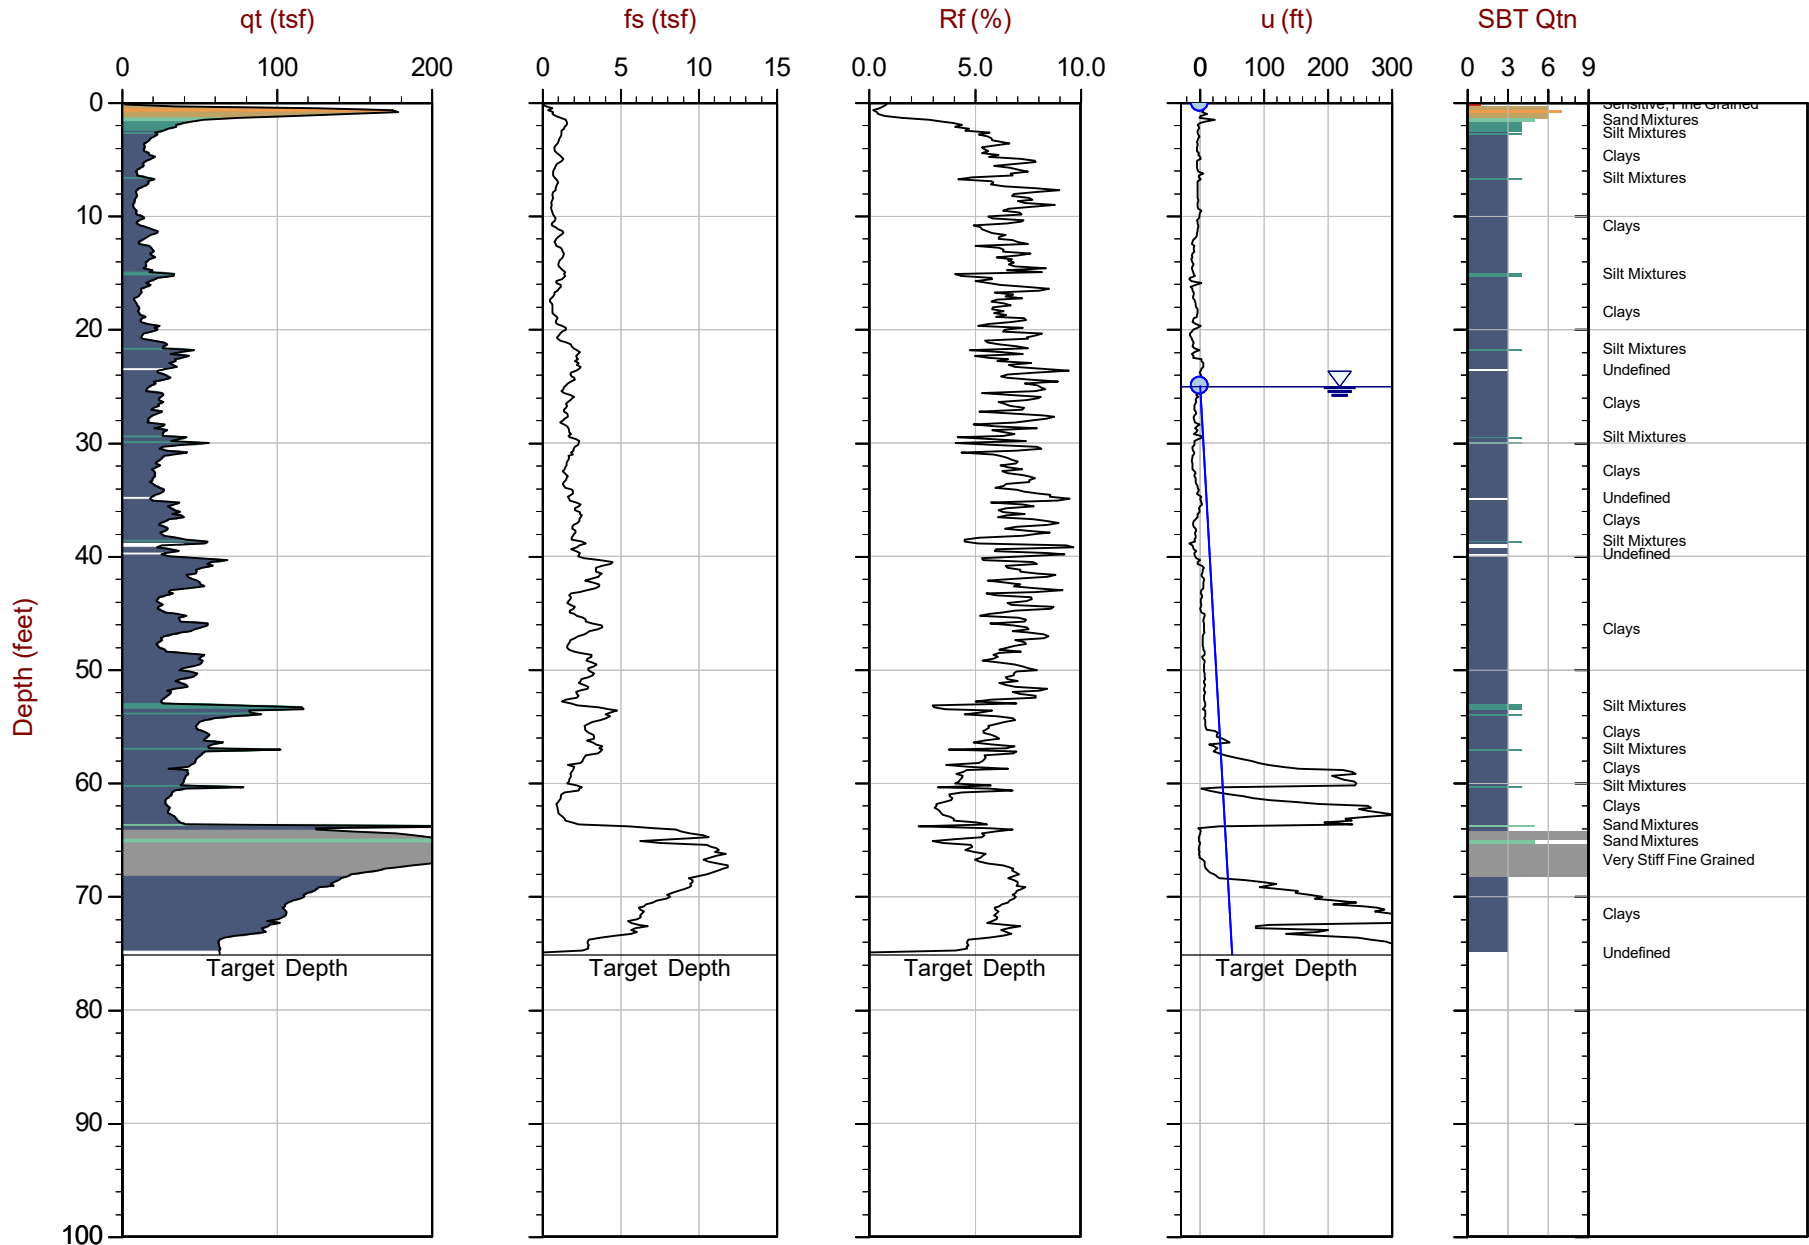 qt (tsf)
fs (tsf)
Rf (%)
u (ft)
SBT Qtn
0 100 200
0 5 10 15
0.0 5.0 10.0
0 100 200 300
0 3 6 9
Depth (feet)
0
10
20
30
40
50
60
70
80
90
100
Sensitive, Fine Grained
Sand Mixtures
Silt Mixtures
Clays
Silt Mixtures
Clays
Silt Mixtures
Clays
Silt Mixtures
Undefined
Clays
Silt Mixtures
Clays
Undefined
Clays
Silt Mixtures
Undefined
Clays
Silt Mixtures
Clays
Silt Mixtures
Clays
Silt Mixtures
Clays
Sand Mixtures
Sand Mixtures
Very Stiff Fine Grained
Clays
Undefined
Target Depth
Target Depth
Target Depth
Target Depth